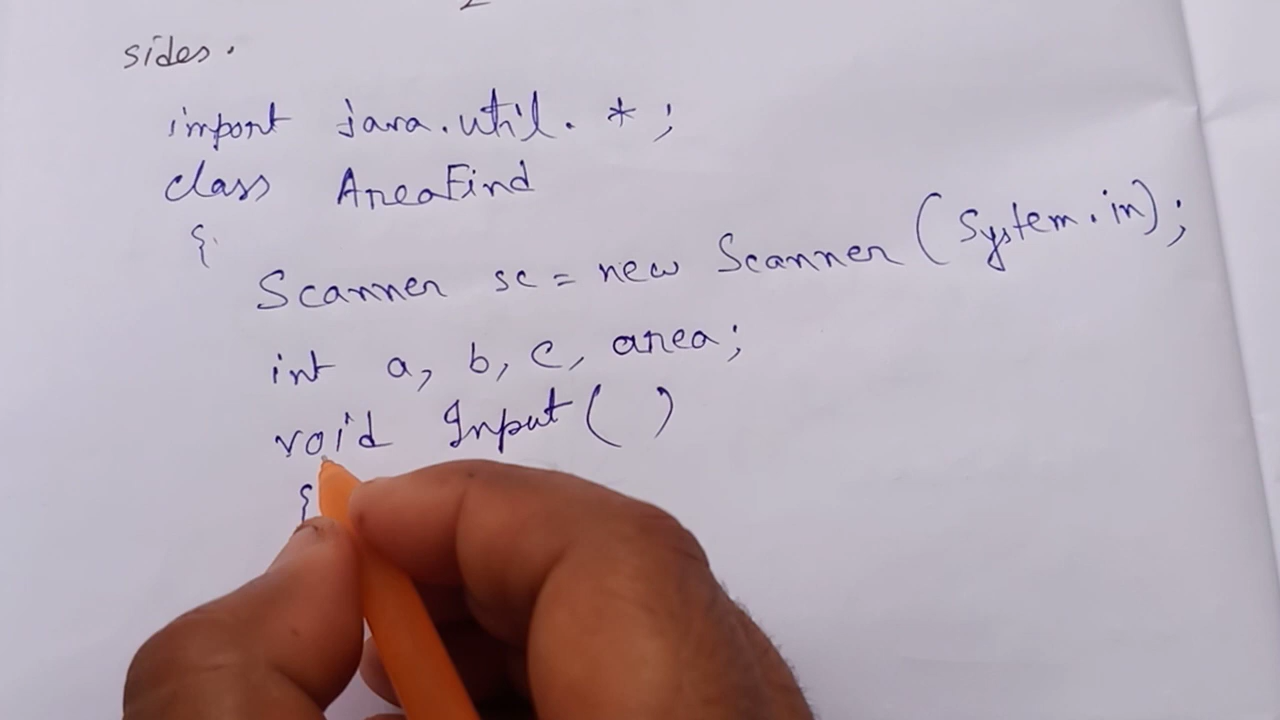 sides.
import java.util. *;
class AreaFind
{
Scanner sc = new Scanner (System.in);
int a, b, c, area;
void Input( )
{